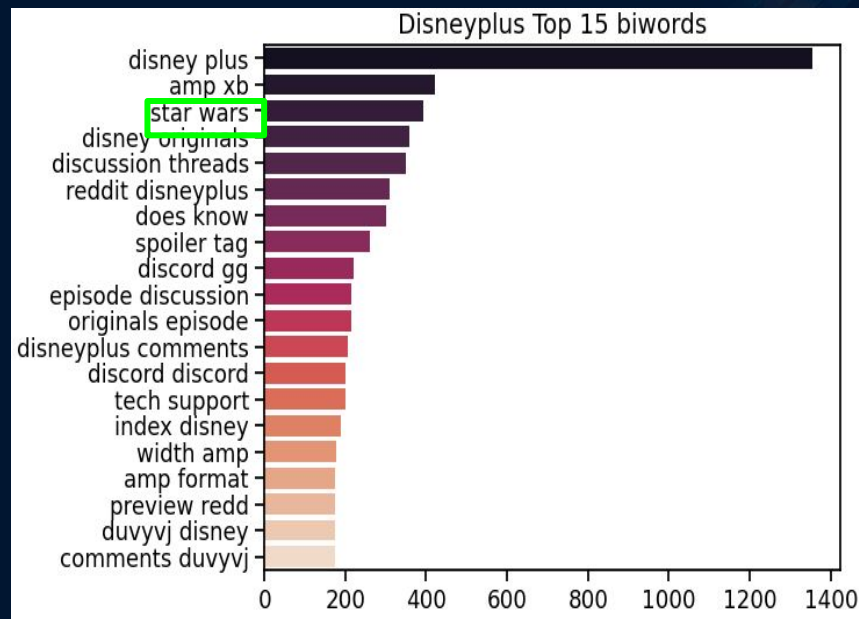 Disneyplus Top 15 biwords
disney plus
amp xb
star wars
disney originals
discussion threads
reddit disneyplus
does know
spoiler tag
discord gg
episode discussion
originals episode
disneyplus comments
discord discord
tech support
index disney
width amp
amp format
preview redd
duvyvj disney
comments duvyvj
0 200 400 600 800 1000 1200 1400